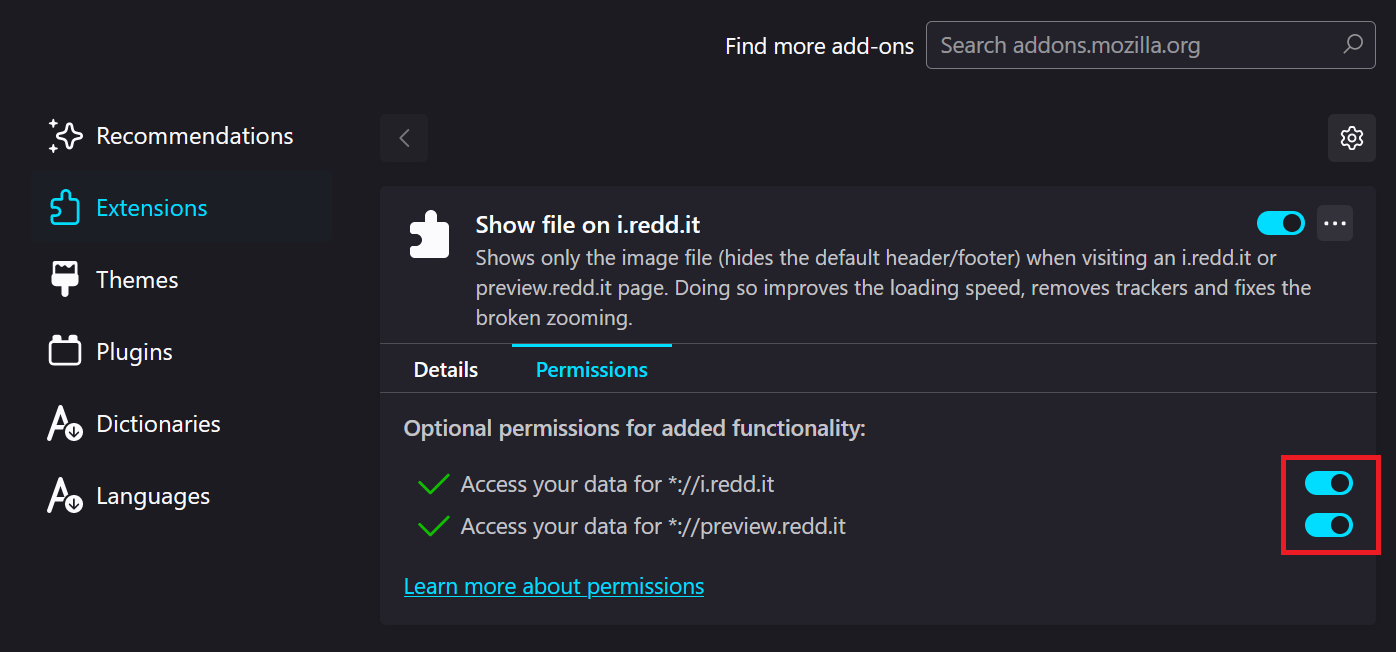 Find more add-ons
Search addons.mozilla.org
Recommendations
Extensions
Themes
Plugins
Dictionaries
Languages
Show file on i.redd.it
Shows only the image file (hides the default header/footer) when visiting an i.redd.it or
preview.redd.it page. Doing so improves the loading speed, removes trackers and fixes the
broken zooming.
Details
Permissions
Optional permissions for added functionality:
Access your data for *://i.redd.it
Access your data for *://preview.redd.it
Learn more about permissions